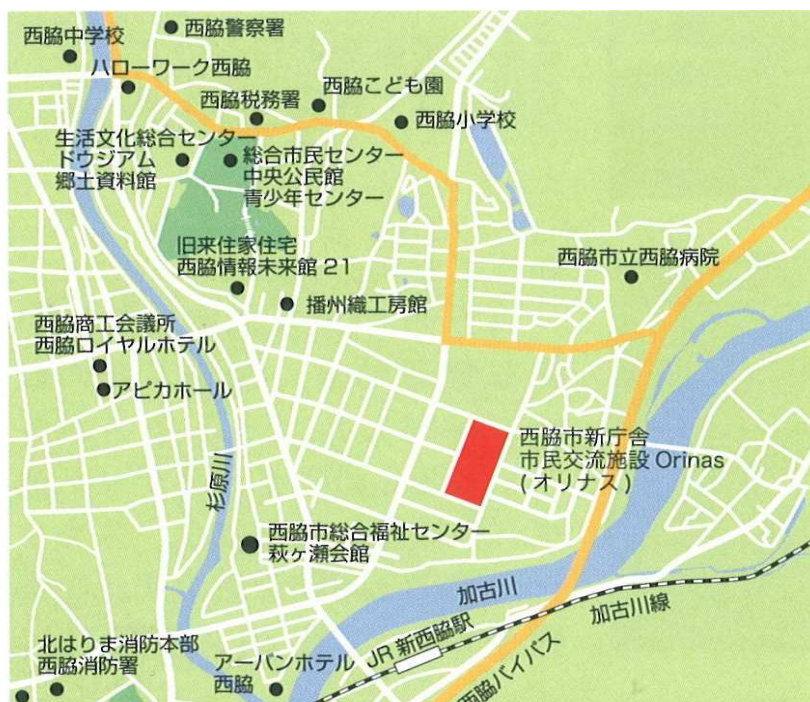 西脇警察署
西脇中学校
ハローワーク西脇
西脇こども園
西脇税務署
西脇小学校
生活文化総合センター
ドウジアム
郷土資料館
総合市民センター
中央公民館
青少年センター
旧来住家住宅
西脇情報未来館 21
西脇市立西脇病院
播州織工房館
西脇商工会議所
西脇ロイヤルホテル
アピカホール
西脇市新庁舎
市民交流施設 Orinas
(オリナス)
杉原川
西脇市総合福祉センター
萩ヶ瀬会館
加古川
加古川線
JR 新西脇駅
西脇バイパス
北はりま消防本部
西脇消防署
アーバンホテル
西脇